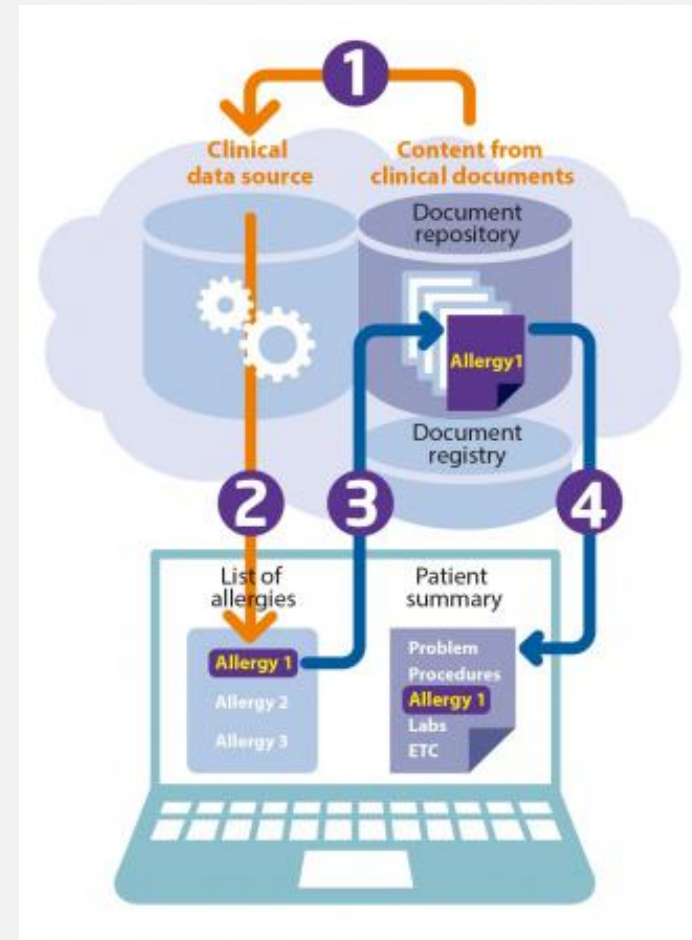 1
Clinical
data source
Content from
clinical documents
Document
repository
Allergy1
Document
registry
2
3
4
List of
allergies
Allergy 1
Allergy 2
Allergy 3
Patient
summary
Problem
Procedures
Allergy 1
Labs
ETC